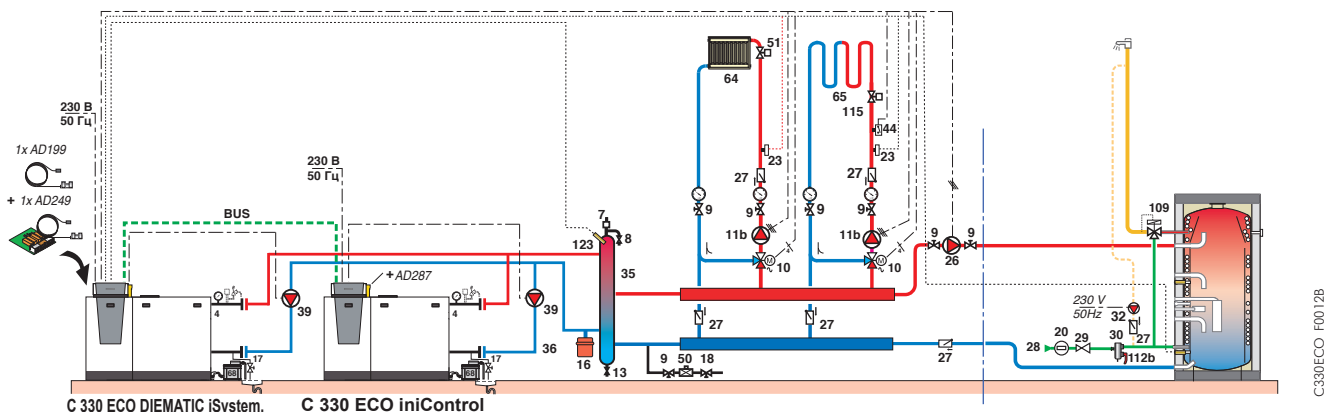 230 В
50 Гц
1x AD199
+ 1x AD249
BUS
230 В
50 Гц
+AD287
4
39
17
68
4
39
17
68
36
16
7
8
123
35
13
9
50
18
64
51
23
27
9
9
11b
10
27
65
115
44
23
27
9
9
11b
10
27
9
26
9
27
109
230 V
50Hz
32
27
28
20
29
30
112b
M
M
C 330 ECO DIEMATIC iSystem.
C 330 ECO iniControl
C330ECO_F0012B